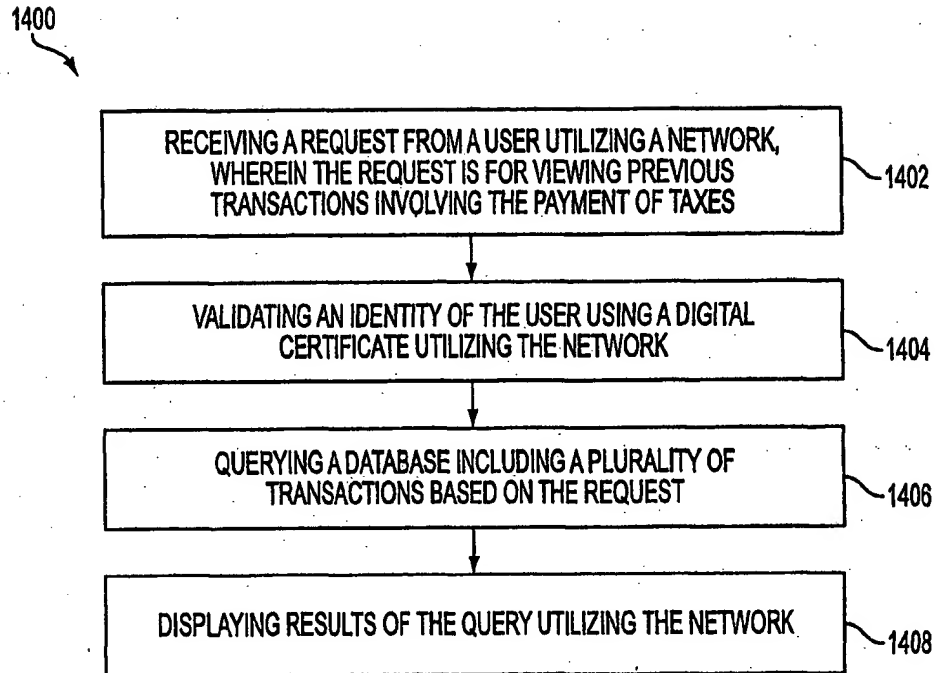 1400
RECEIVING A REQUEST FROM A USER UTILIZING A NETWORK,
WHEREIN THE REQUEST IS FOR VIEWING PREVIOUS
TRANSACTIONS INVOLVING THE PAYMENT OF TAXES
1402
VALIDATING AN IDENTITY OF THE USER USING A DIGITAL
CERTIFICATE UTILIZING THE NETWORK
1404
QUERYING A DATABASE INCLUDING A PLURALITY OF
TRANSACTIONS BASED ON THE REQUEST
1406
DISPLAYING RESULTS OF THE QUERY UTILIZING THE NETWORK
1408